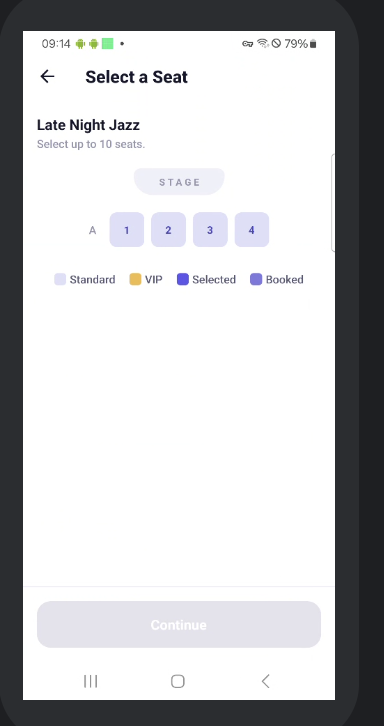 09:14 79%
Select a Seat
Late Night Jazz
Select up to 10 seats.
STAGE
A 1 2 3 4
Standard VIP Selected Booked
Continue